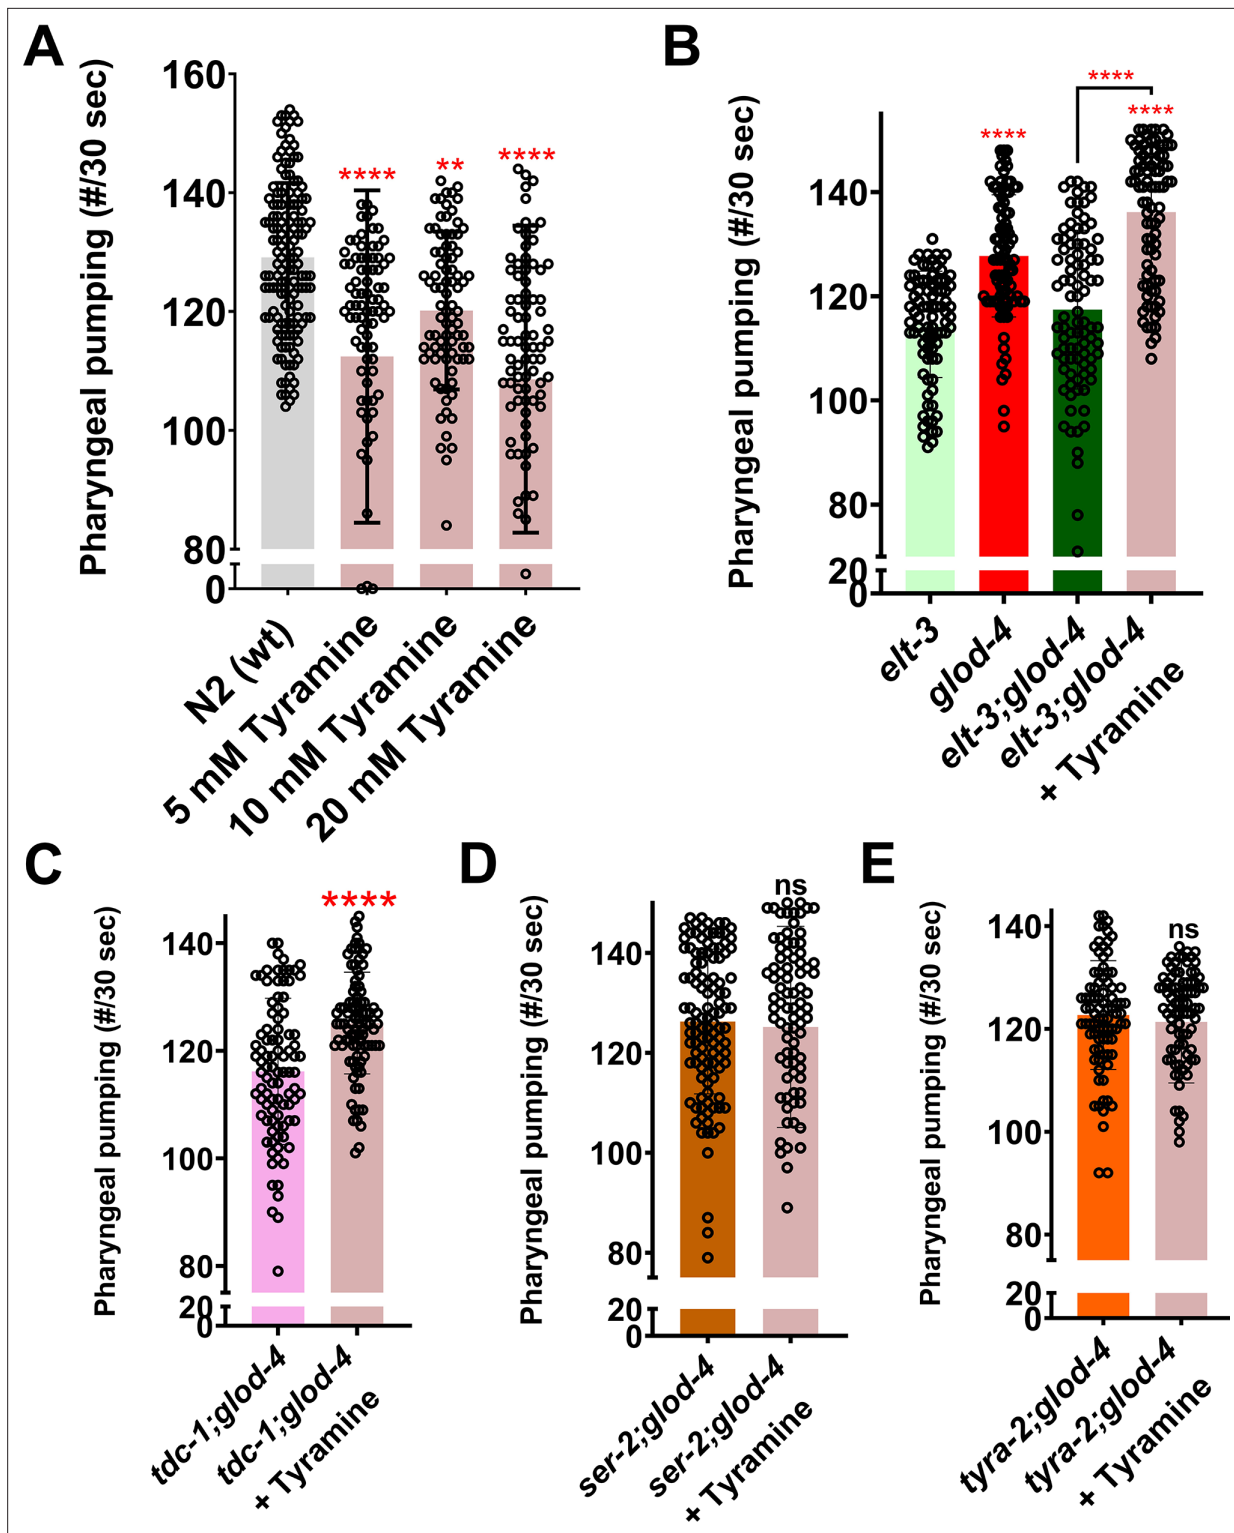 A
Pharyngeal pumping (#/30 sec)
160
140
120
100
80
0
****
**
****
N2 (wt)
5 mM Tyramine
10 mM Tyramine
20 mM Tyramine
B
Pharyngeal pumping (#/30 sec)
140
120
100
80
20
0
****
****
****
elt-3
glod-4
elt-3;glod-4
elt-3;glod-4
+ Tyramine
C
Pharyngeal pumping (#/30 sec)
140
120
100
80
20
0
****
tdc-1;glod-4
tdc-1;glod-4
+ Tyramine
D
Pharyngeal pumping (#/30 sec)
140
120
100
80
20
0
ns
ser-2;glod-4
ser-2;glod-4
+ Tyramine
E
Pharyngeal pumping (#/30 sec)
140
120
100
80
20
0
ns
tyra-2;glod-4
tyra-2;glod-4
+ Tyramine